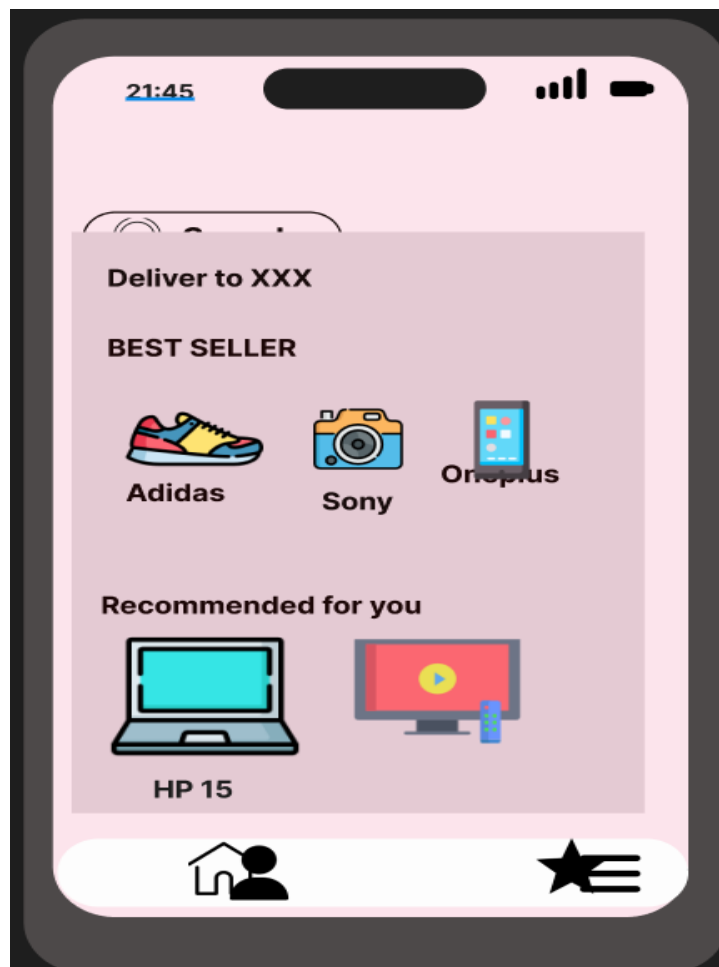 21:45
Deliver to XXX
BEST SELLER
Adidas
Sony
Oneplus
Recommended for you
HP 15